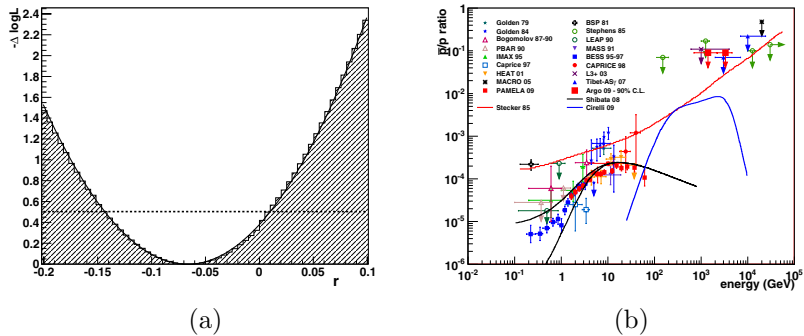 -Δ logL
2.4
2.2
2
1.8
1.6
1.4
1.2
1
0.8
0.6
0.4
0.2
0
-0.2 -0.15 -0.1 -0.05 0 0.05 0.1
r
(a)
p̅/p ratio
1
10⁻¹
10⁻²
10⁻³
10⁻⁴
10⁻⁵
10⁻⁶
Golden 79
Golden 84
Bogomolov 87-90
PBAR 90
IMAX 95
Caprice 97
HEAT 01
MACRO 05
PAMELA 09
Stecker 85
BSP 81
Stephens 85
LEAP 90
MASS 91
BESS 95-97
CAPRICE 98
L3+ 03
Tibet-ASγ 07
Argo 09 - 90% C.L.
Shibata 08
Cirelli 09
10⁻² 10⁻¹ 1 10 10² 10³ 10⁴ 10⁵
energy (GeV)
(b)